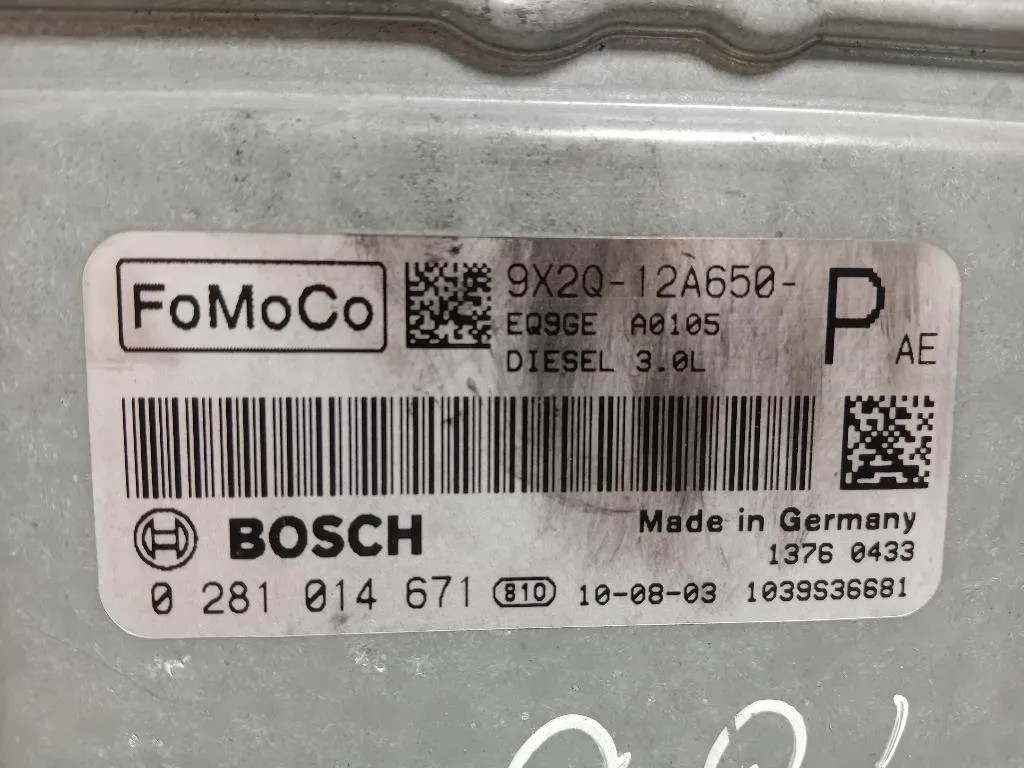 FoMoCo
9X2Q-12A650-
P
AE
EQ9GE A0105
DIESEL 3.0L
BOSCH
Made in Germany
1376 0433
0 281 014 671 810 10-08-03 1039S36681